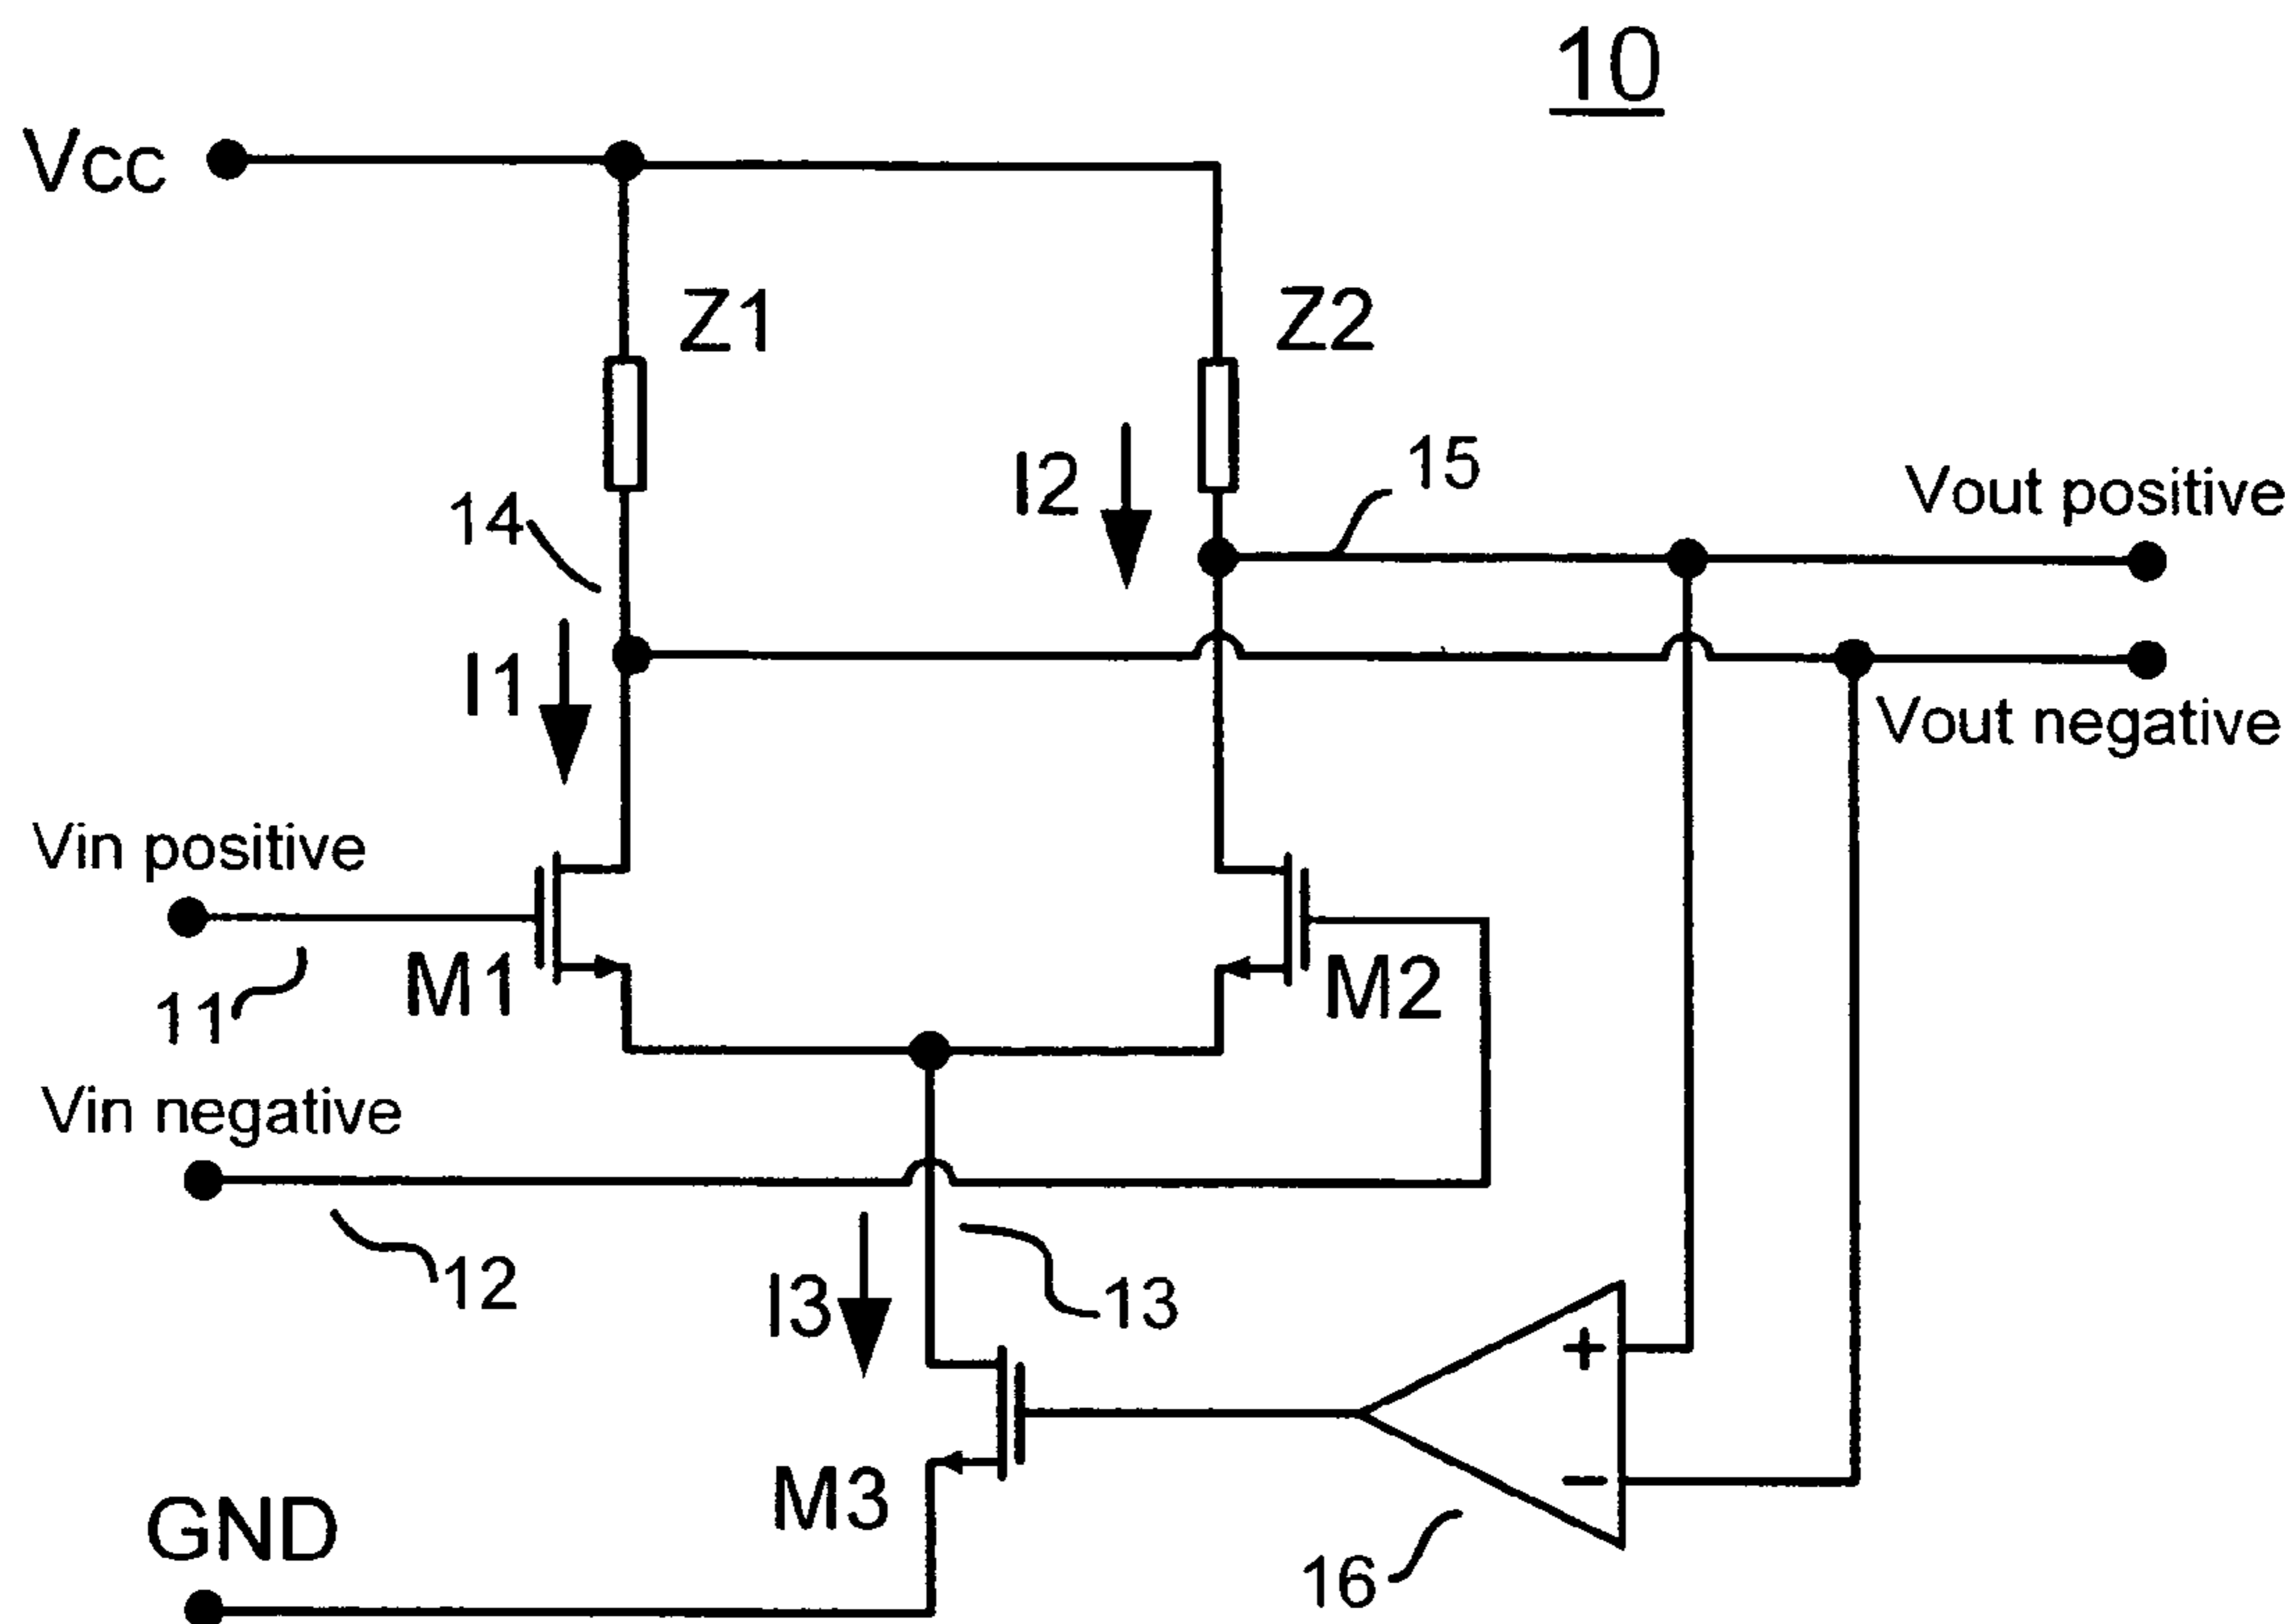 10
Vcc
Z1
Z2
I2
15
Vout positive
14
I1
Vout negative
Vin positive
M1
M2
11
Vin negative
12
I3
13
+
M3
−
GND
16